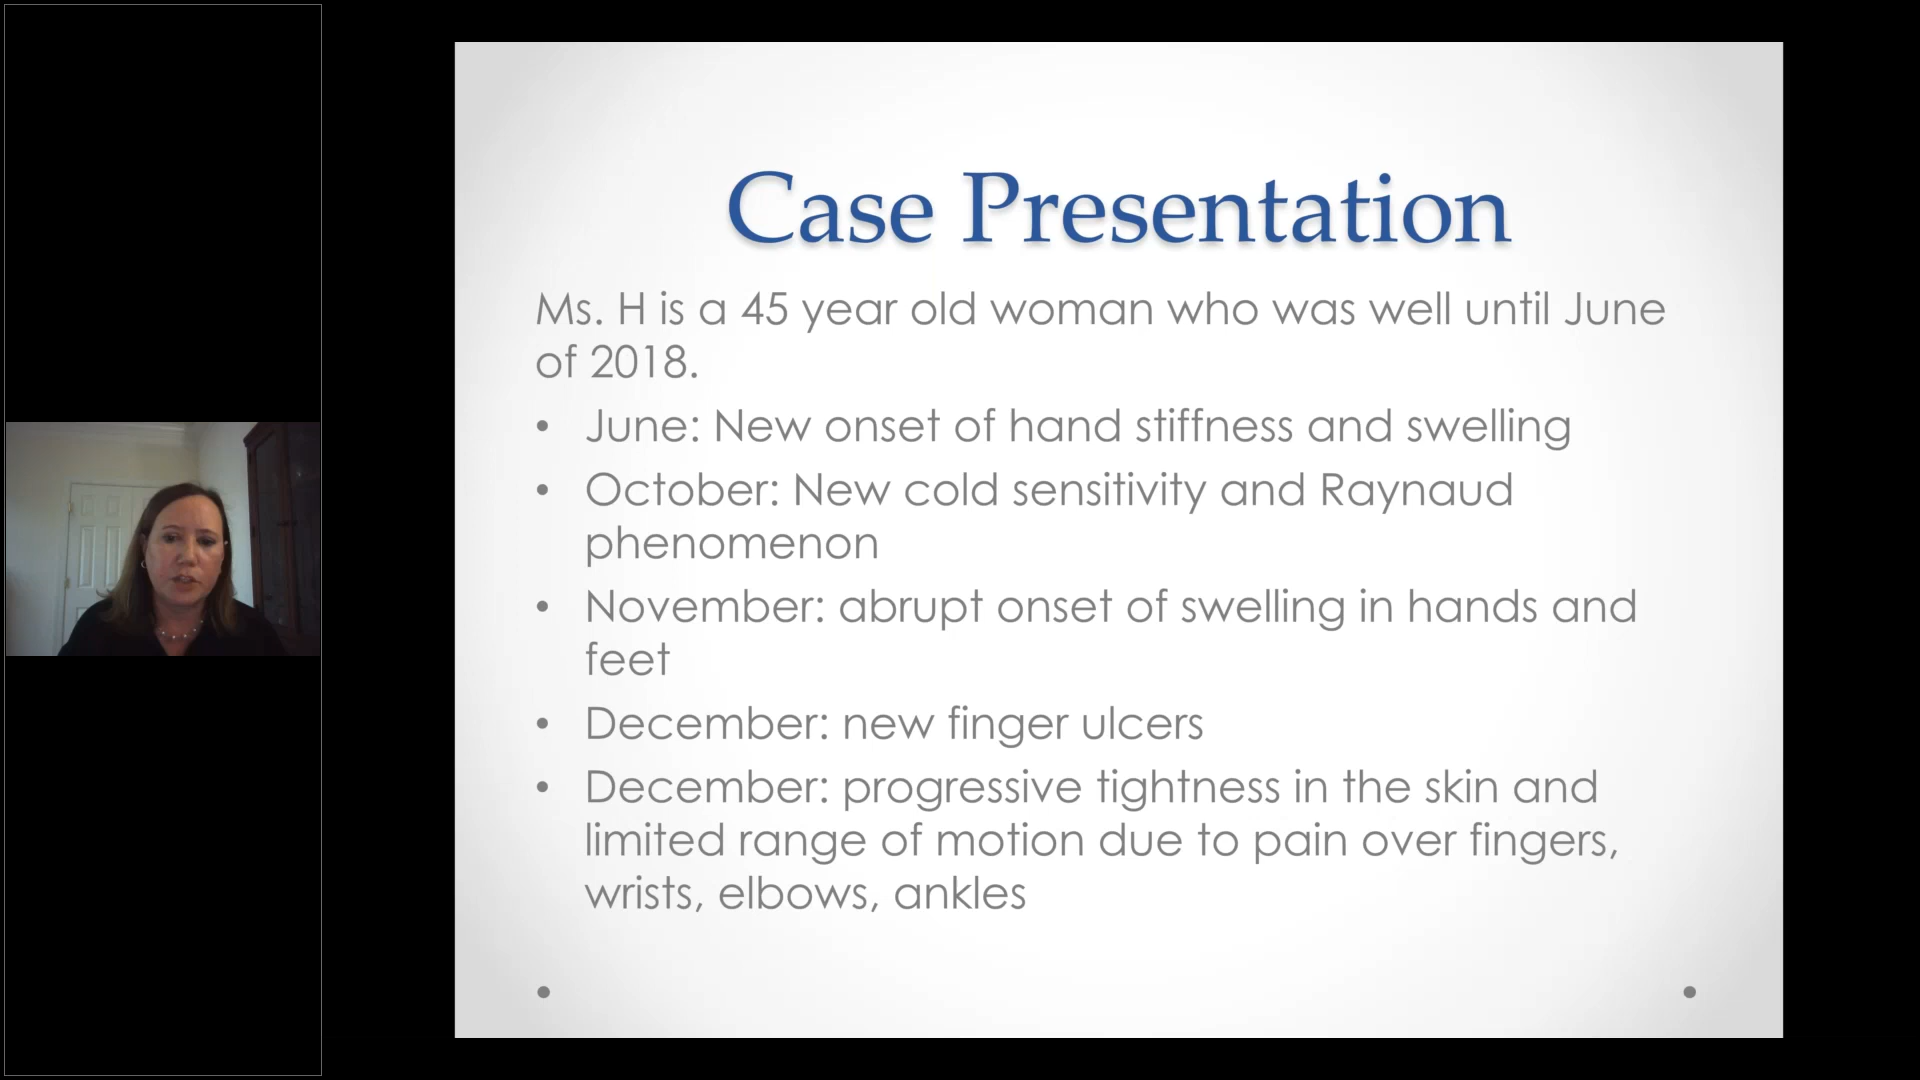 Case Presentation
Ms. H is a 45 year old woman who was well until June
of 2018.
• June: New onset of hand stiffness and swelling
• October: New cold sensitivity and Raynaud
phenomenon
• November: abrupt onset of swelling in hands and
feet
• December: new finger ulcers
• December: progressive tightness in the skin and
limited range of motion due to pain over fingers,
wrists, elbows, ankles